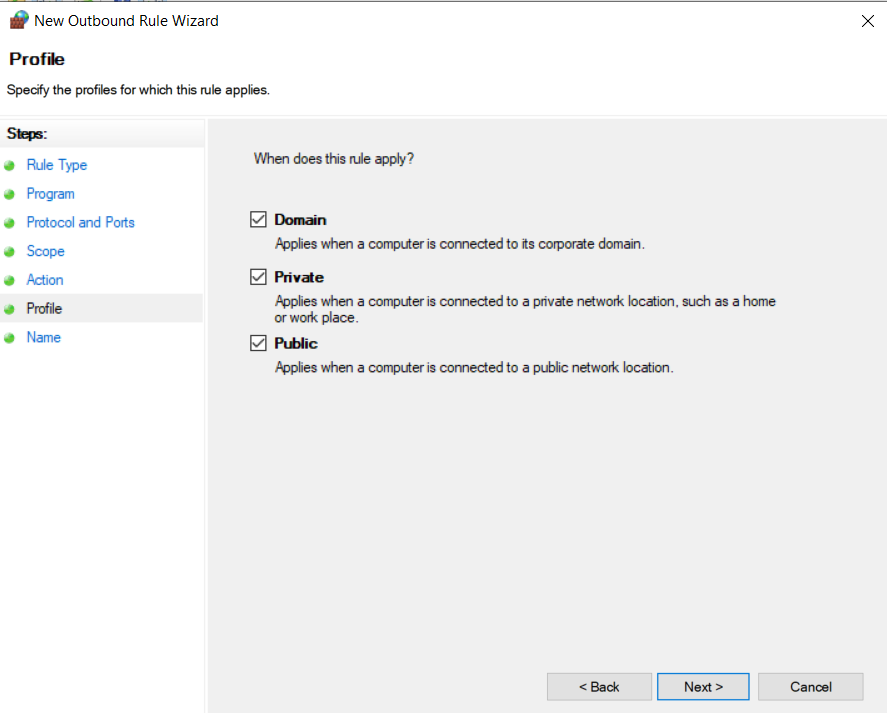 New Outbound Rule Wizard
Profile
Specify the profiles for which this rule applies.
Steps:
Rule Type
Program
Protocol and Ports
Scope
Action
Profile
Name
When does this rule apply?
Domain
Applies when a computer is connected to its corporate domain.
Private
Applies when a computer is connected to a private network location, such as a home
or work place.
Public
Applies when a computer is connected to a public network location.
< Back
Next >
Cancel